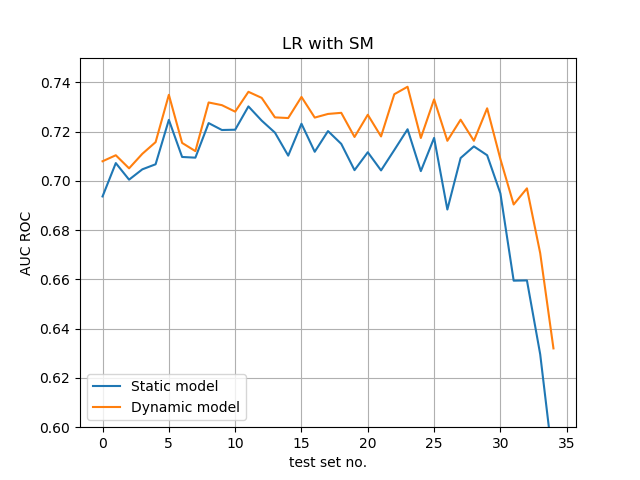 LR with SM
AUC ROC
0.74
0.72
0.70
0.68
0.66
0.64
0.62
0.60
Static model
Dynamic model
0 5 10 15 20 25 30 35
test set no.